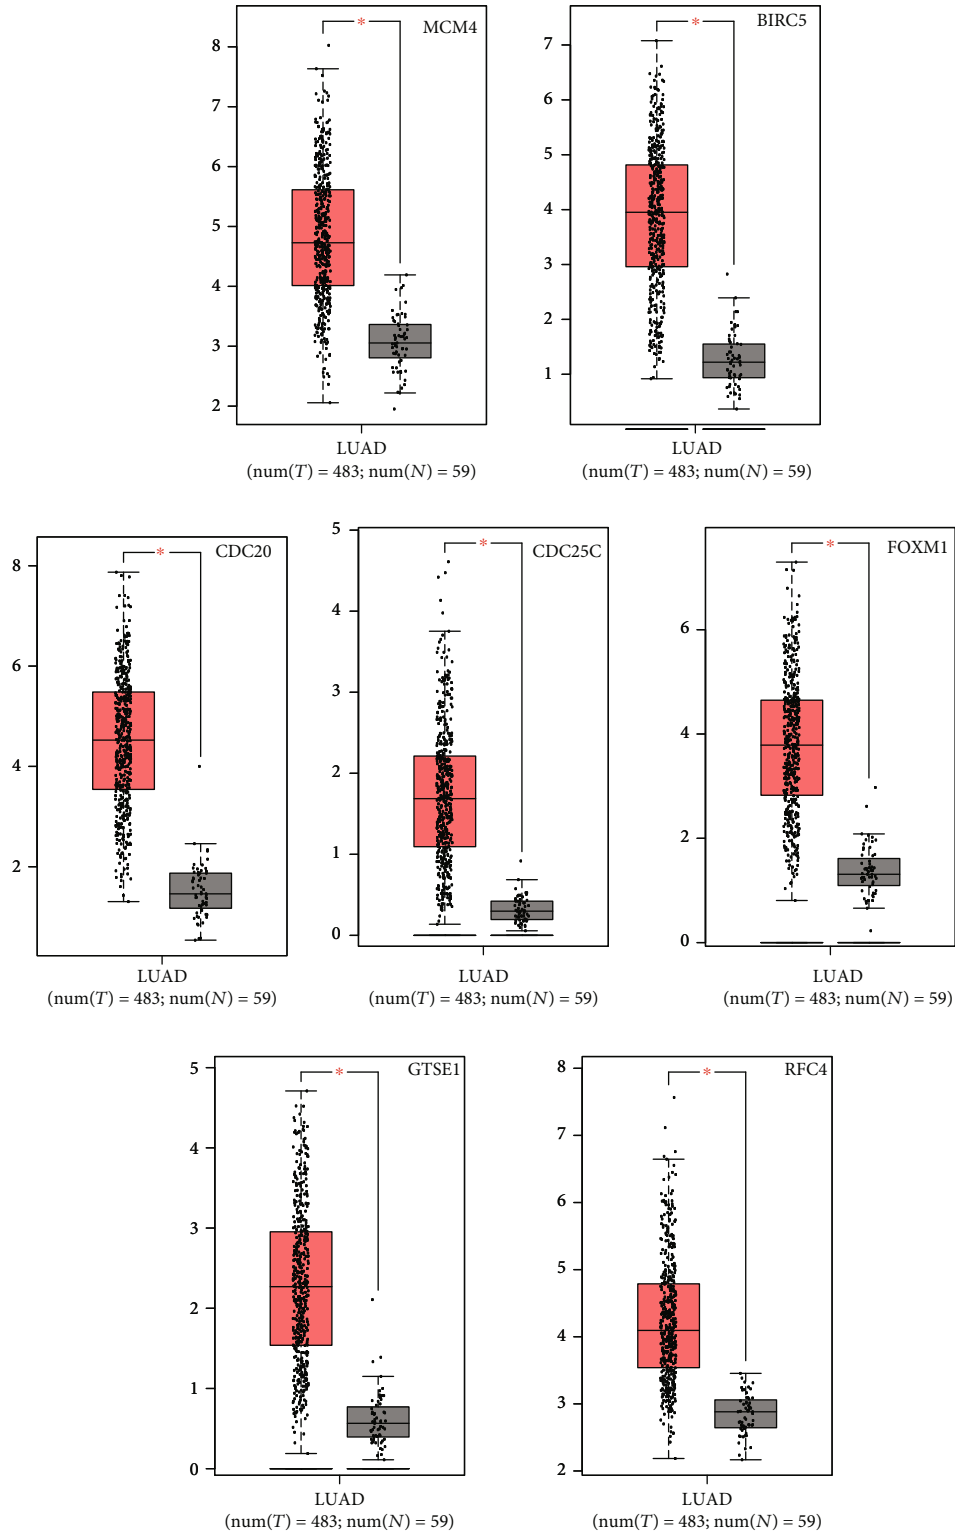 MCM4
*
8
7
6
5
4
3
2
LUAD
(num(T) = 483; num(N) = 59)
BIRC5
*
7
6
5
4
3
2
1
LUAD
(num(T) = 483; num(N) = 59)
CDC20
*
8
6
4
2
LUAD
(num(T) = 483; num(N) = 59)
CDC25C
*
5
4
3
2
1
0
LUAD
(num(T) = 483; num(N) = 59)
FOXM1
*
6
4
2
0
LUAD
(num(T) = 483; num(N) = 59)
GTSE1
*
5
4
3
2
1
0
LUAD
(num(T) = 483; num(N) = 59)
RFC4
*
8
7
6
5
4
3
2
LUAD
(num(T) = 483; num(N) = 59)